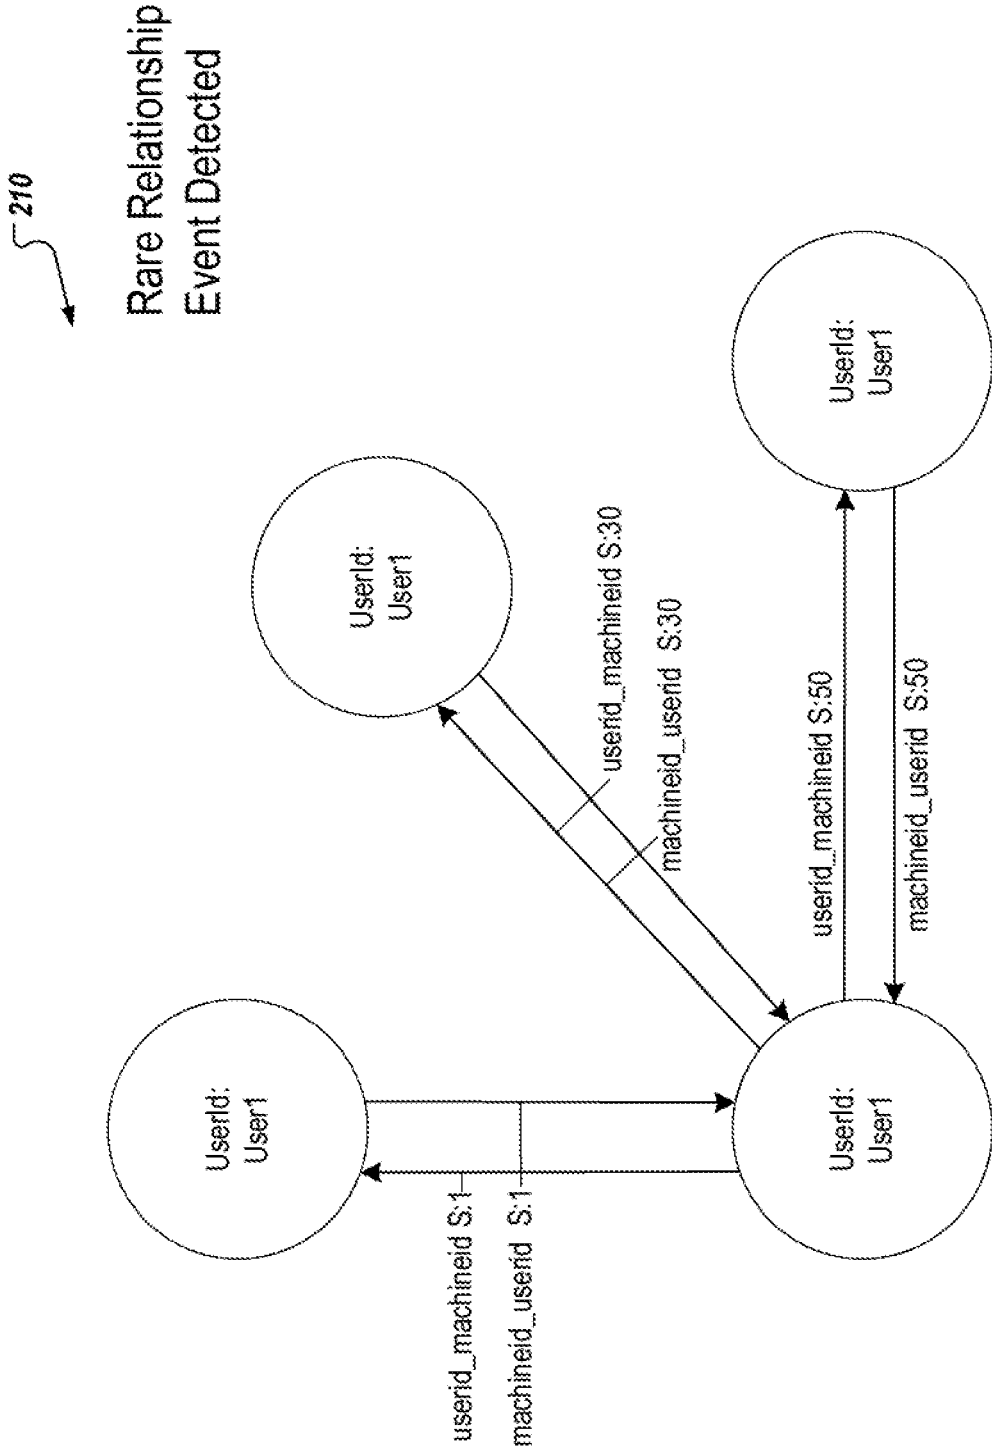 210
Rare Relationship
Event Detected
UserId:
User1
userid_machineid S:1
machineid_userid S:1
UserId:
User1
userid_machineid S:30
machineid_userid S:30
UserId:
User1
userid_machineid S:50
machineid_userid S:50
UserId:
User1